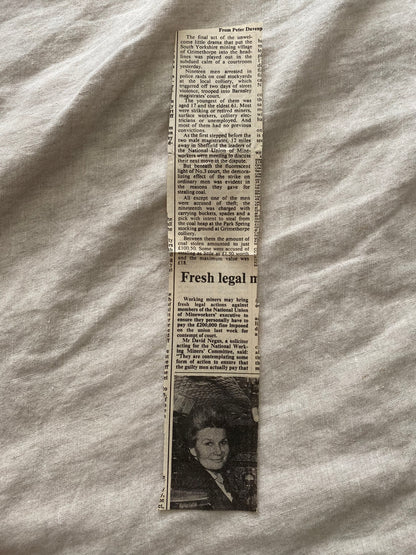 From Peter Davenp
The final act of the unwel-
come little drama that put the
South Yorkshire mining village
of Grimethorpe into the head-
lines was played out in the
subdued calm of a courtroom
yesterday.
Nineteen men arrested in
police raids on coal stockyards
at the local colliery, which
triggered off two days of street
violence, trooped into Barnsley
magistrates' court.
The youngest of them was
aged 17 and the eldest 61. Most
were striking or retired miners,
surface workers, colliery elec-
tricians or unemployed. And
most of them had no previous
convictions.
As the first stepped before the
two male magistrates, 12 miles
away in Sheffield the leaders of
the National Union of Mine-
workers were meeting to discuss
their next move in the dispute.
But beneath the fluorescent
light of No.3 court, the demora-
lizing effect of the strike on
ordinary men was evident in
the reasons they gave for
stealing coal.
All except one of the men
were accused of theft; the
nineteenth was charged with
carrying buckets, spades and a
pick with intent to steal from
the coal heap at the Park Spring
stocking ground at Grimethorpe
colliery.
Between them the amount of
coal stolen amounted to just
£100.50. Some were accused of
stealing as little as £1.50 worth
and the maximum value was
£18.
Fresh legal m
Working miners may bring
fresh legal actions against
members of the National Union
of Mineworkers' executive to
ensure they personally have to
pay the £200,000 fine imposed
on the union last week for
contempt of court.
Mr David Negus, a solicitor
acting for the National Work-
ing Miners' Committee, said:
"They are contemplating some
form of action to ensure that
the guilty men actually pay that